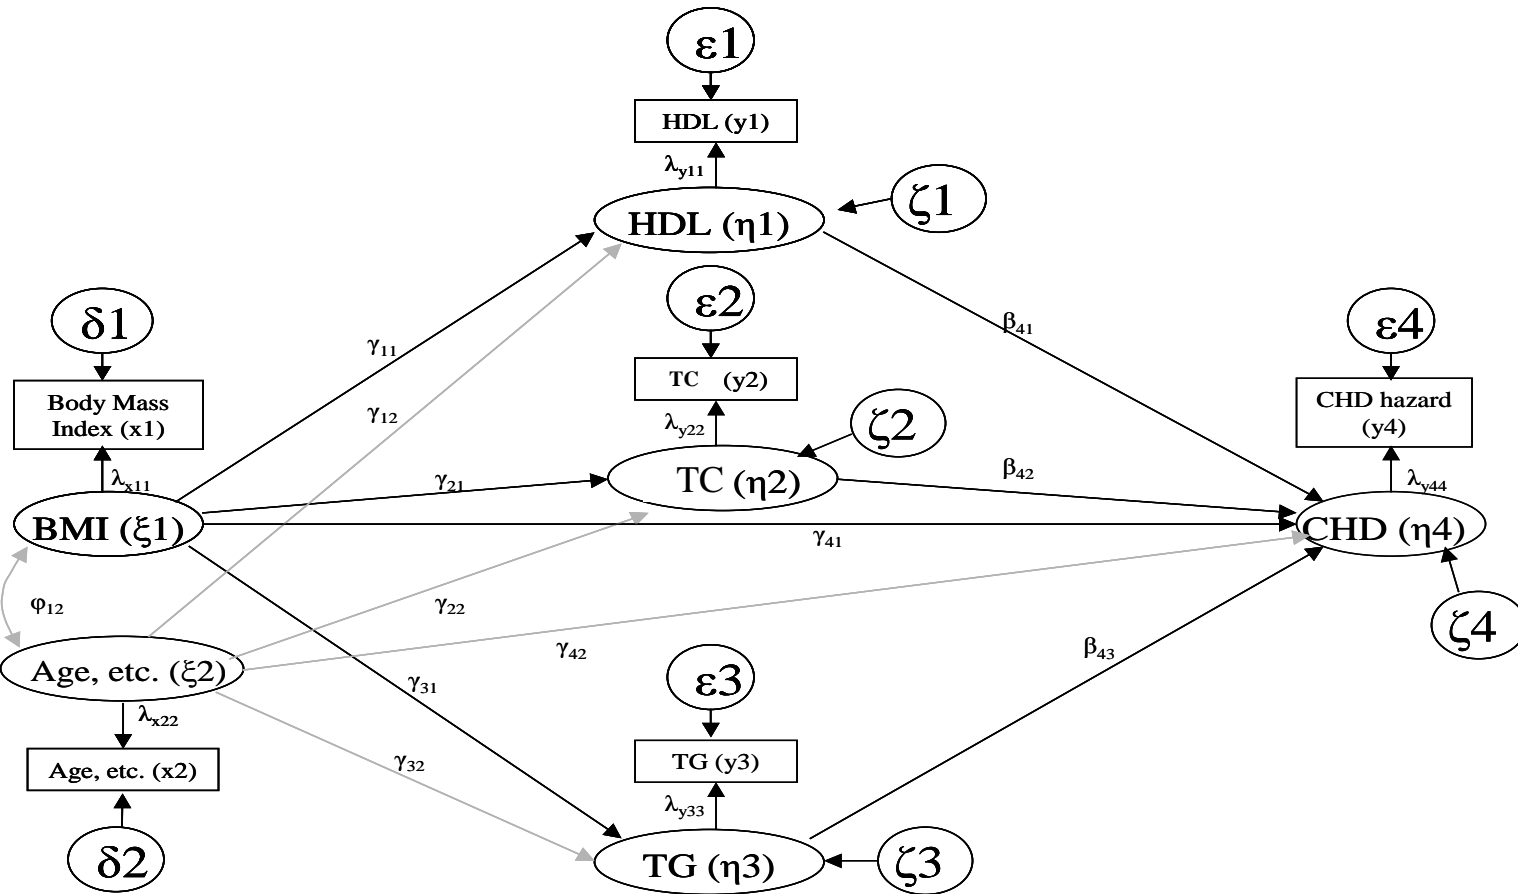 ε1
HDL (y1)
λy11
ζ1
HDL (η1)
ε2
δ1
ε4
β41
γ11
TC (y2)
Body Mass
Index (x1)
CHD hazard
(y4)
γ12
λy22
ζ2
λx11
γ21
TC (η2)
β42
λy44
BMI (ξ1)
γ41
CHD (η4)
φ12
γ22
ζ4
γ42
β43
Age, etc. (ξ2)
γ31
ε3
λx22
Age, etc. (x2)
γ32
TG (y3)
λy33
δ2
TG (η3)
ζ3